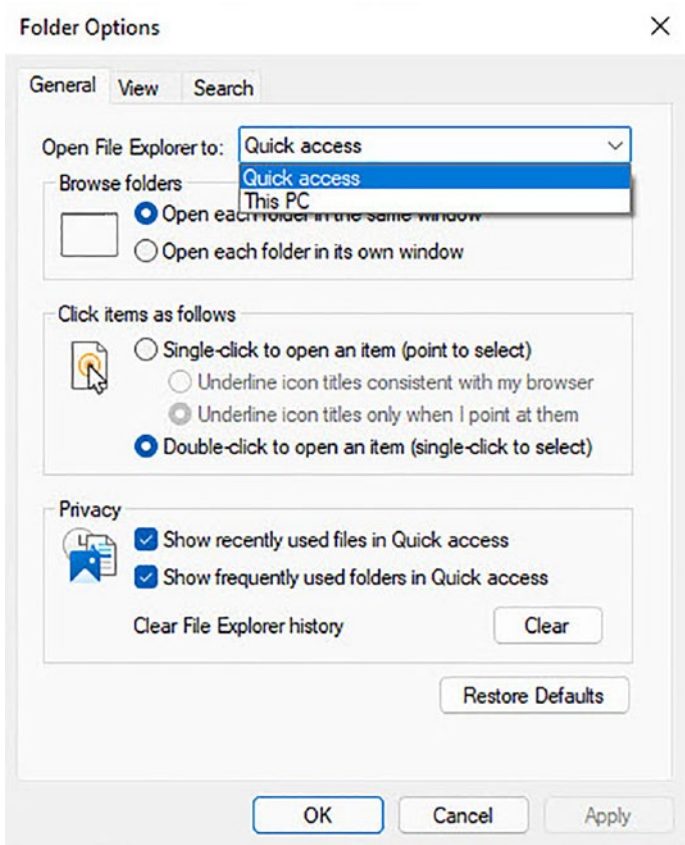 Folder Options
General View Search
Open File Explorer to: Quick access
Quick access
This PC
Browse folders
Open each folder in the same window
Open each folder in its own window
Click items as follows
Single-click to open an item (point to select)
Underline icon titles consistent with my browser
Underline icon titles only when I point at them
Double-click to open an item (single-click to select)
Privacy
Show recently used files in Quick access
Show frequently used folders in Quick access
Clear File Explorer history Clear
Restore Defaults
OK Cancel Apply